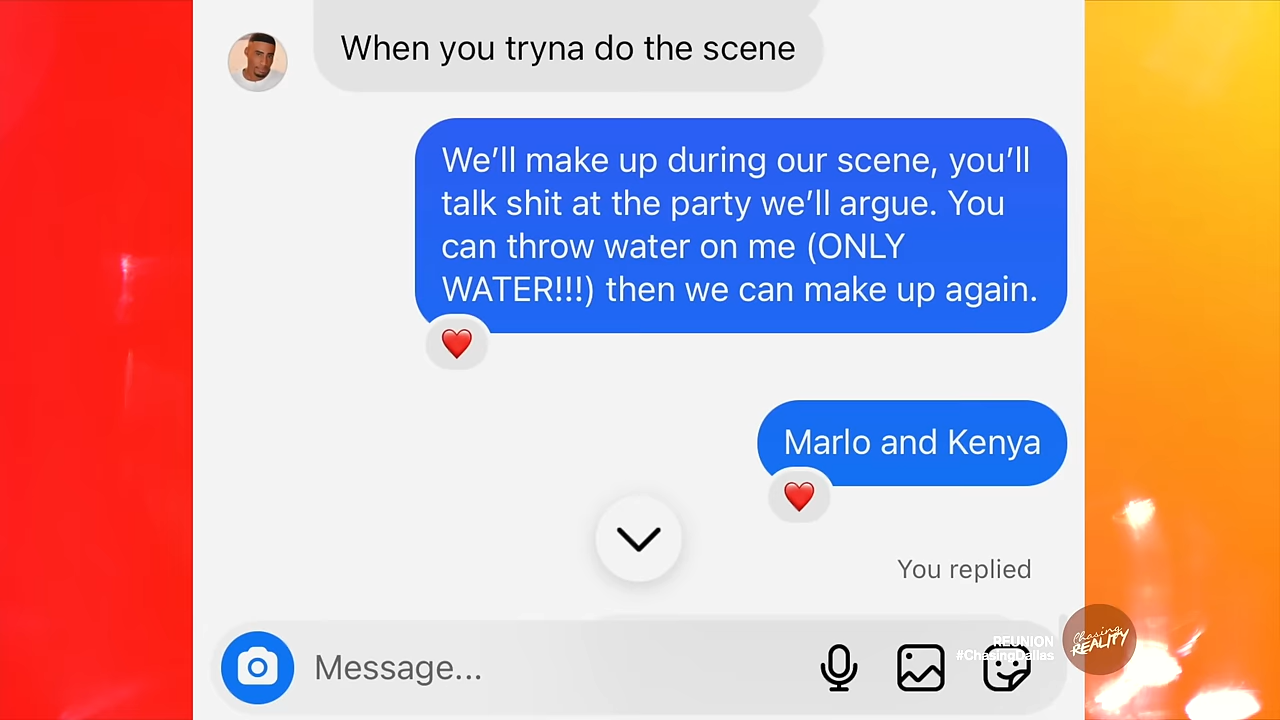 When you tryna do the scene
We’ll make up during our scene, you’ll
talk shit at the party we’ll argue. You
can throw water on me (ONLY
WATER!!!) then we can make up again.
Marlo and Kenya
You replied
Message...
REUNION
#ChasingDallas
Chasing
REALITY